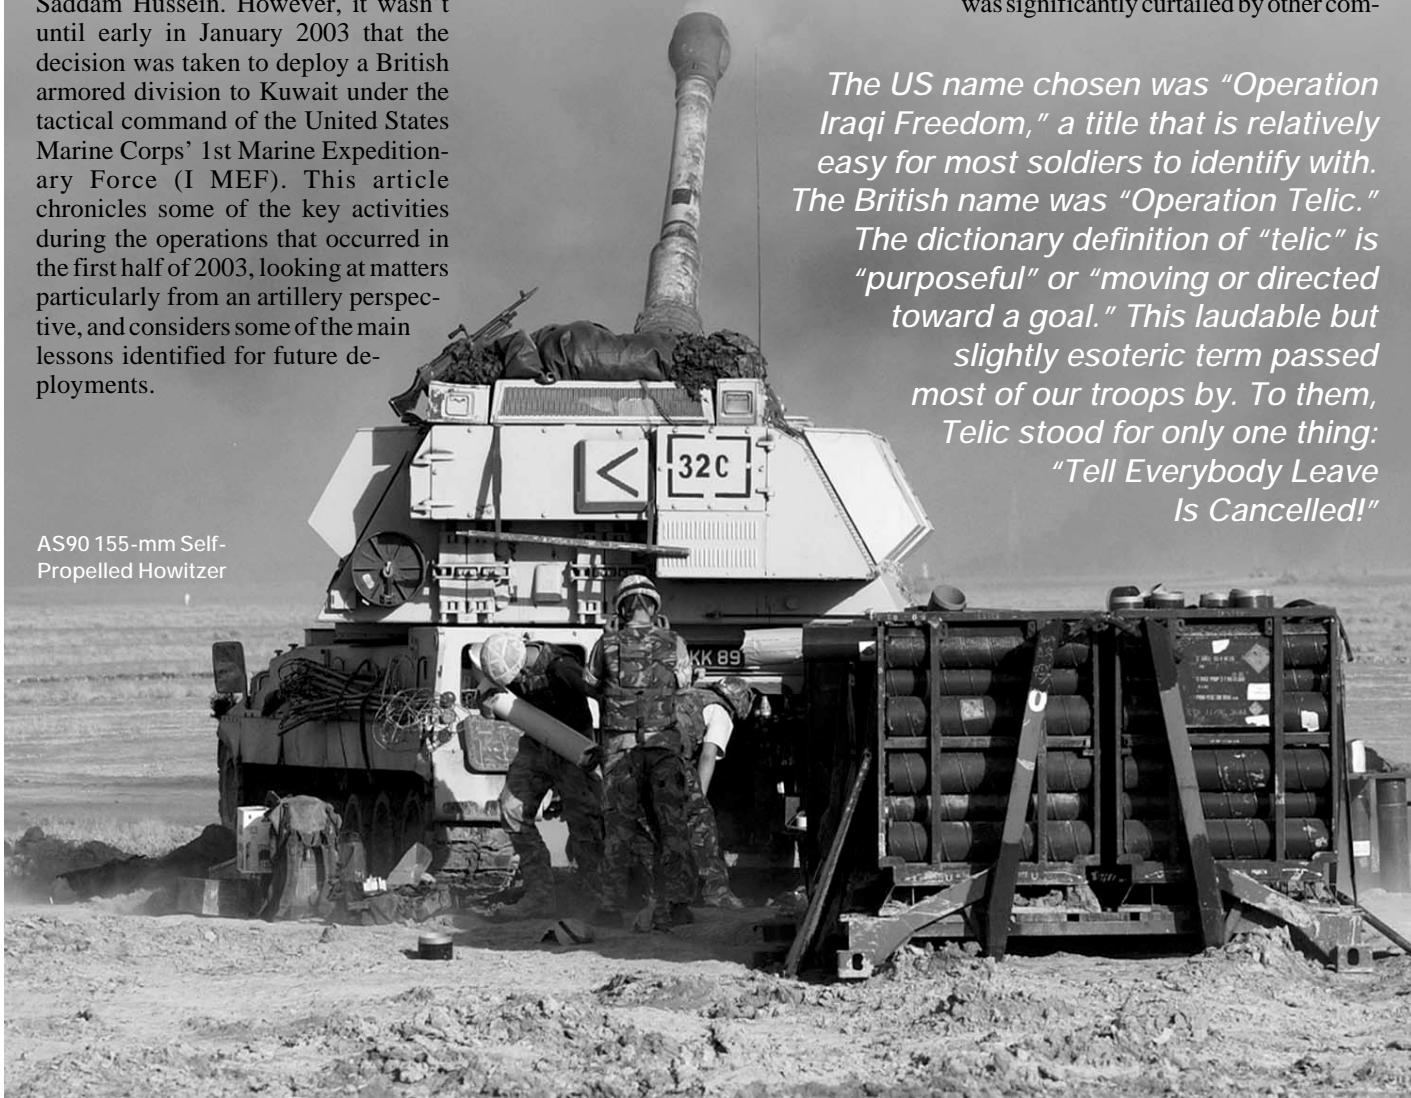 Saddam Hussein. However, it wasn't
until early in January 2003 that the
decision was taken to deploy a British
armored division to Kuwait under the
tactical command of the United States
Marine Corps' 1st Marine Expedition-
ary Force (I MEF). This article
chronicles some of the key activities
during the operations that occurred in
the first half of 2003, looking at matters
particularly from an artillery perspec-
tive, and considers some of the main
lessons identified for future de-
ployments.
was significantly curtailed by other com-
The US name chosen was “Operation
Iraqi Freedom,” a title that is relatively
easy for most soldiers to identify with.
The British name was “Operation Telic.”
The dictionary definition of “telic” is
“purposeful” or “moving or directed
toward a goal.” This laudable but
slightly esoteric term passed
most of our troops by. To them,
Telic stood for only one thing:
“Tell Everybody Leave
Is Cancelled!”
AS90 155-mm Self-
Propelled Howitzer
32C
KK 89